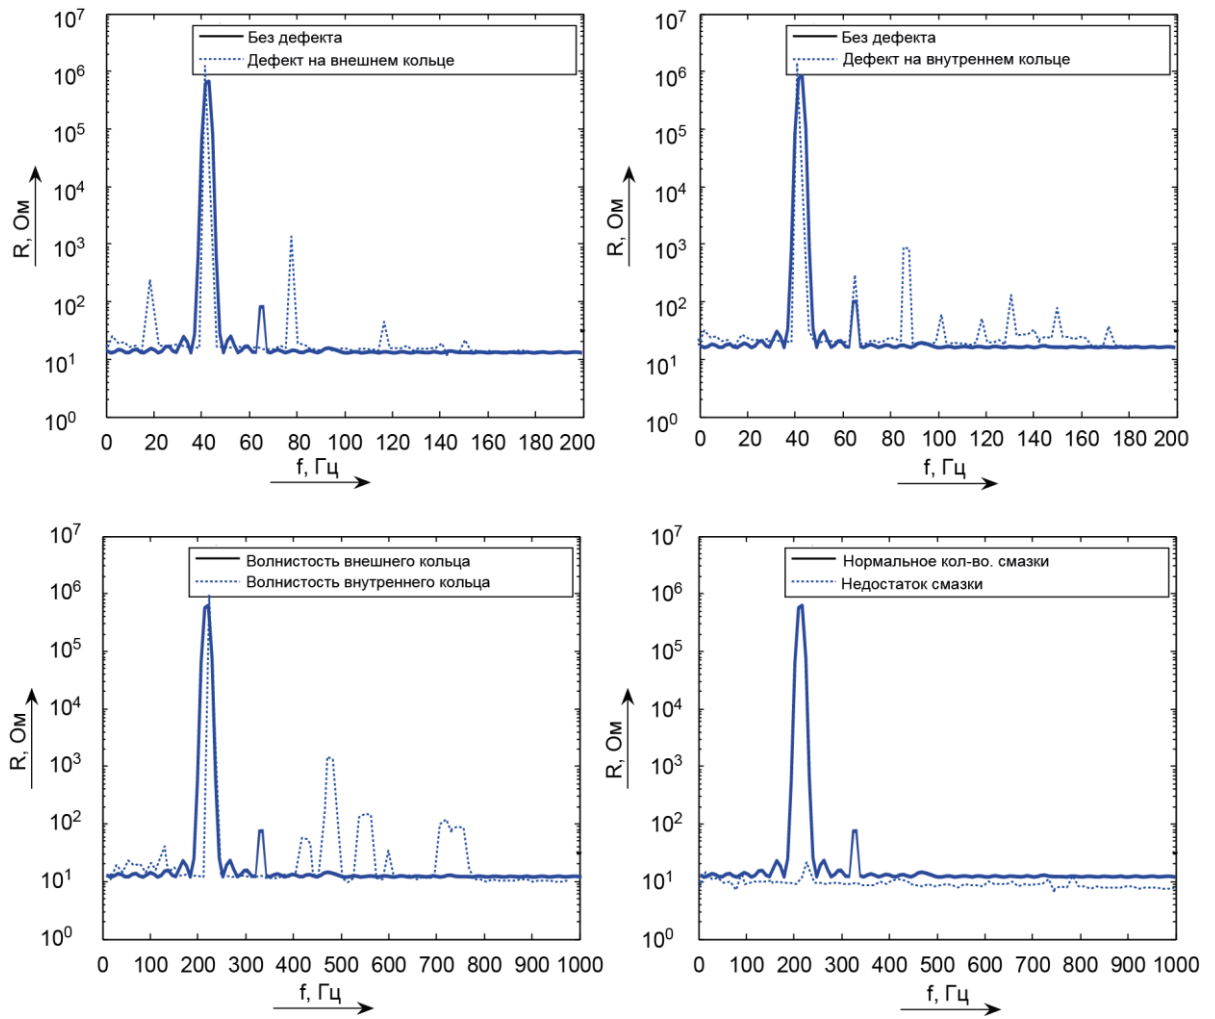 10⁷
10⁶
10⁵
10⁴
10³
10²
10¹
10⁰
R, Ом
Без дефекта
Дефект на внешнем кольце
0 20 40 60 80 100 120 140 160 180 200
f, Гц
10⁷
10⁶
10⁵
10⁴
10³
10²
10¹
10⁰
R, Ом
Без дефекта
Дефект на внутреннем кольце
0 20 40 60 80 100 120 140 160 180 200
f, Гц
10⁷
10⁶
10⁵
10⁴
10³
10²
10¹
10⁰
R, Ом
Волнистость внешнего кольца
Волнистость внутреннего кольца
0 100 200 300 400 500 600 700 800 900 1000
f, Гц
10⁷
10⁶
10⁵
10⁴
10³
10²
10¹
10⁰
R, Ом
Нормальное кол-во. смазки
Недостаток смазки
0 100 200 300 400 500 600 700 800 900 1000
f, Гц